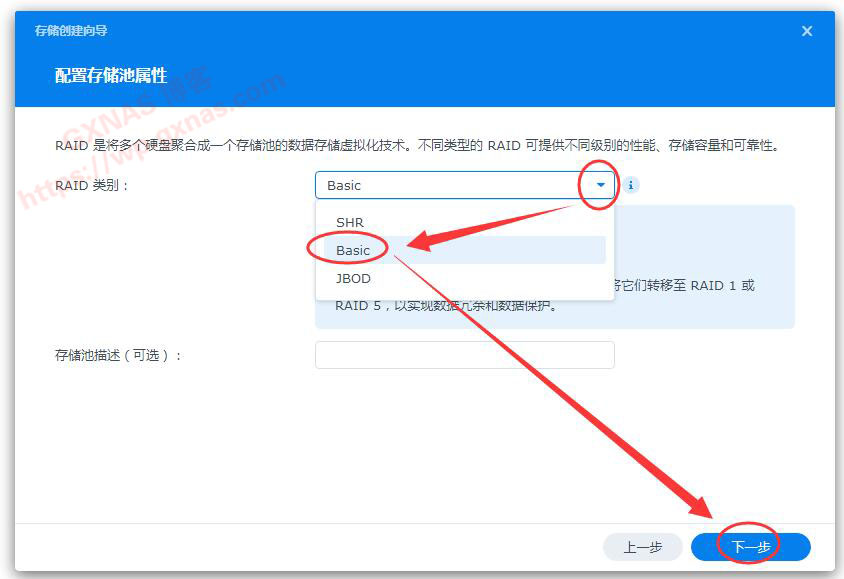 存储创建向导
配置存储池属性
GXNAS 博客
https://wp.gxnas.com
RAID 是将多个硬盘聚合成一个存储池的数据存储虚拟化技术。不同类型的 RAID 可提供不同级别的性能、存储容量和可靠性。
RAID 类别：
Basic
SHR
Basic
JBOD
将它们转移至 RAID 1 或
RAID 5，以实现数据冗余和数据保护。
存储池描述（可选）：
上一步
下一步